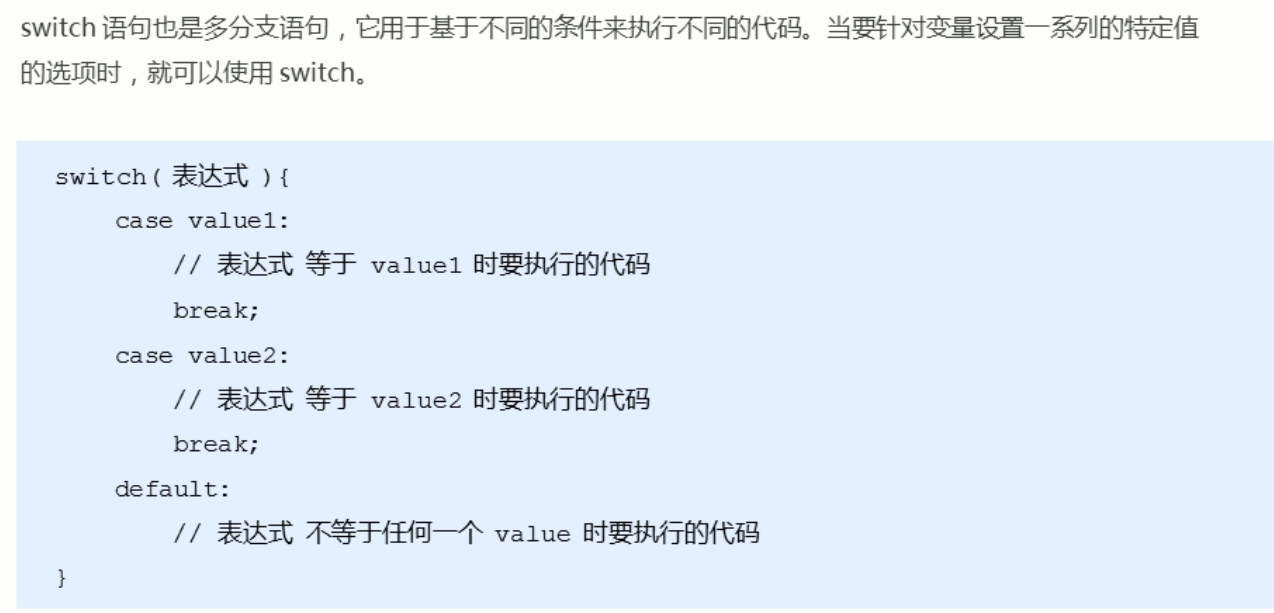 switch 语句也是多分支语句，它用于基于不同的条件来执行不同的代码。当要针对变量设置一系列的特定值
的选项时，就可以使用 switch。
switch( 表达式 ){
    case value1:
        // 表达式 等于 value1 时要执行的代码
        break;
    case value2:
        // 表达式 等于 value2 时要执行的代码
        break;
    default:
        // 表达式 不等于任何一个 value 时要执行的代码
}